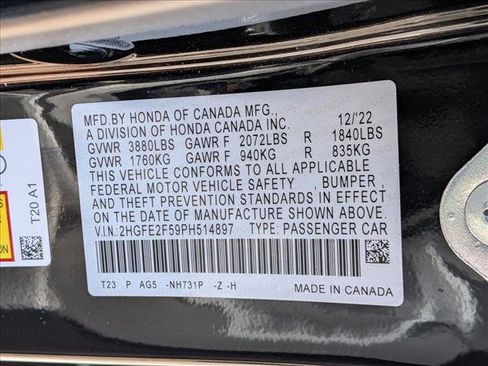 MFD.BY HONDA OF CANADA MFG., 12/'22
A DIVISION OF HONDA CANADA INC.
GVWR 3880LBS GAWR F 2072LBS R 1840LBS
GVWR 1760KG GAWR F 940KG R 835KG
THIS VEHICLE CONFORMS TO ALL APPLICABLE
FEDERAL MOTOR VEHICLE SAFETY , BUMPER ,
AND THEFT PREVENTION STANDARDS IN EFFECT
ON THE DATE OF MANUFACTURE SHOWN ABOVE.
V.I.N.:2HGFE2F59PH514897 TYPE: PASSENGER CAR
T23 P AG5 -NH731P -Z -H MADE IN CANADA
T20 A1